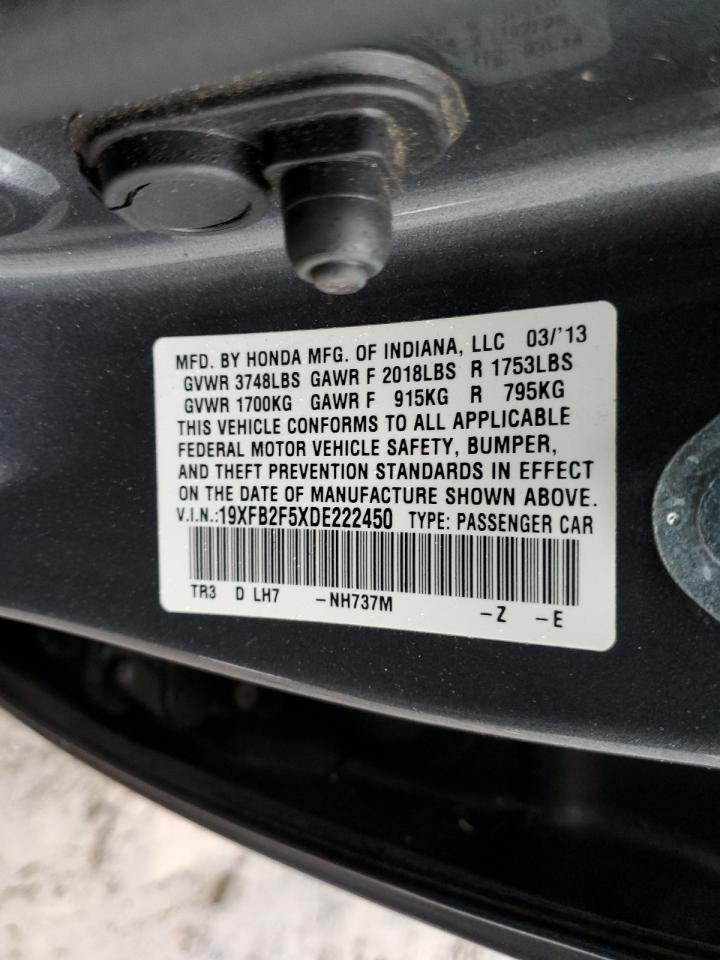 MFD. BY HONDA MFG. OF INDIANA, LLC 03/'13
GVWR 3748LBS GAWR F 2018LBS R 1753LBS
GVWR 1700KG GAWR F 915KG R 795KG
THIS VEHICLE CONFORMS TO ALL APPLICABLE
FEDERAL MOTOR VEHICLE SAFETY, BUMPER,
AND THEFT PREVENTION STANDARDS IN EFFECT
ON THE DATE OF MANUFACTURE SHOWN ABOVE.
V.I.N.:19XFB2F5XDE222450 TYPE: PASSENGER CAR
TR3 D LH7 -NH737M -Z -E